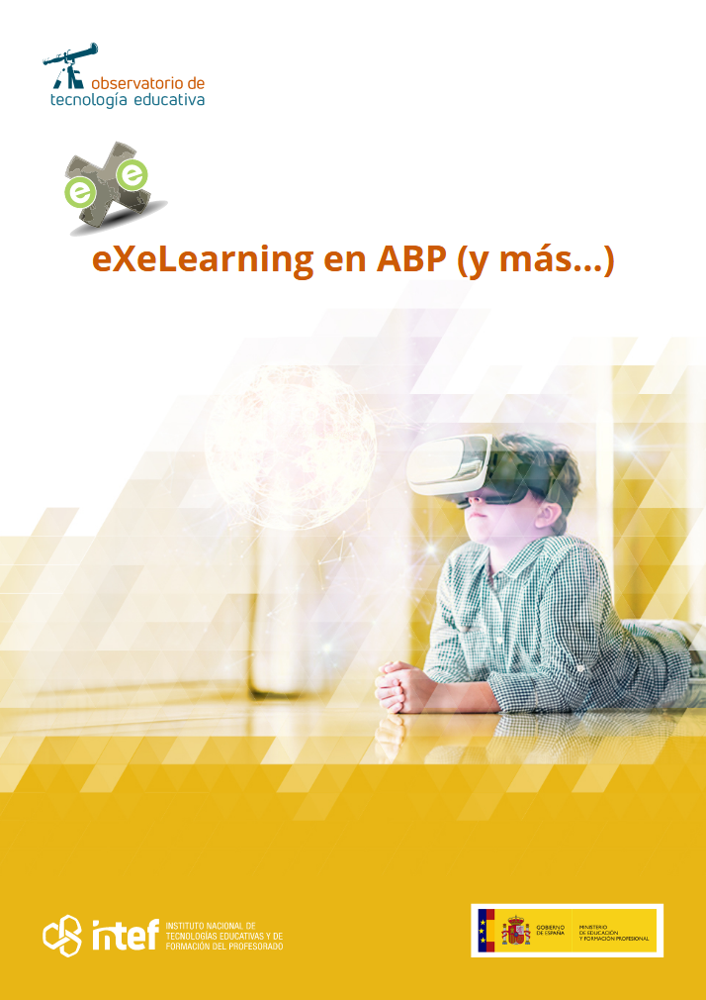 observatorio de
tecnología educativa
e e
eXeLearning en ABP (y más...)
intef
INSTITUTO NACIONAL DE
TECNOLOGÍAS EDUCATIVAS Y DE
FORMACIÓN DEL PROFESORADO
GOBIERNO
DE ESPAÑA
MINISTERIO
DE EDUCACIÓN
Y FORMACIÓN PROFESIONAL